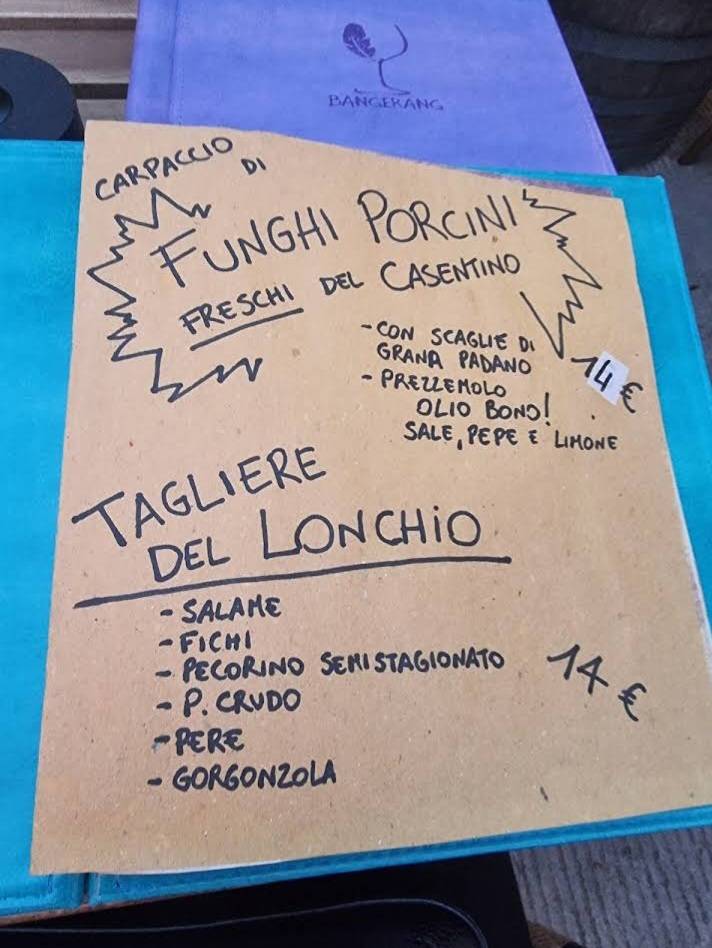 BANGERANG
CARPACCIO DI
FUNGHI PORCINI
FRESCHI DEL CASENTINO
- CON SCAGLIE DI
GRANA PADANO
- PREZZEMOLO
OLIO BONO!
SALE, PEPE E LIMONE
14 €
TAGLIERE
DEL LONCHiO
- SALAME
- FICHI
- PECORINO SEMISTAGIONATO
- P. CRUDO
- PERE
- GORGONZOLA
14 €